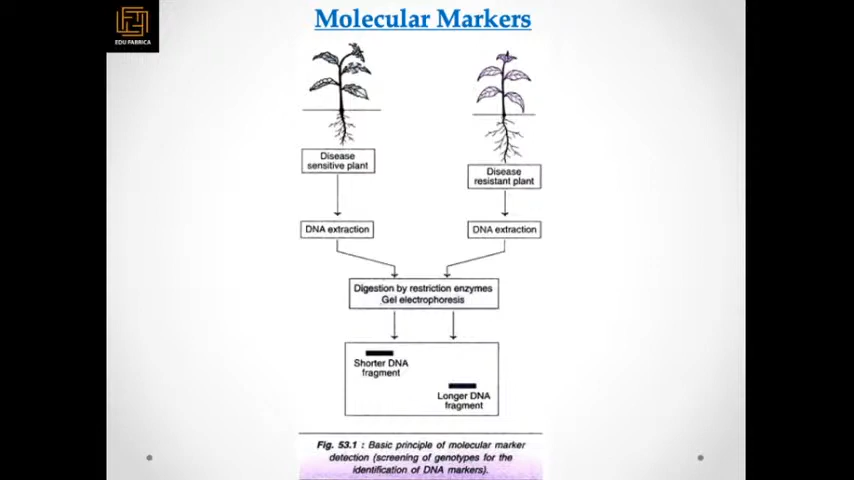 Molecular Markers
EDU FABRICA
Disease
sensitive plant
Disease
resistant plant
DNA extraction
DNA extraction
Digestion by restriction enzymes
Gel electrophoresis
Shorter DNA
fragment
Longer DNA
fragment
Fig. 53.1 : Basic principle of molecular marker
detection (screening of genotypes for the
identification of DNA markers).